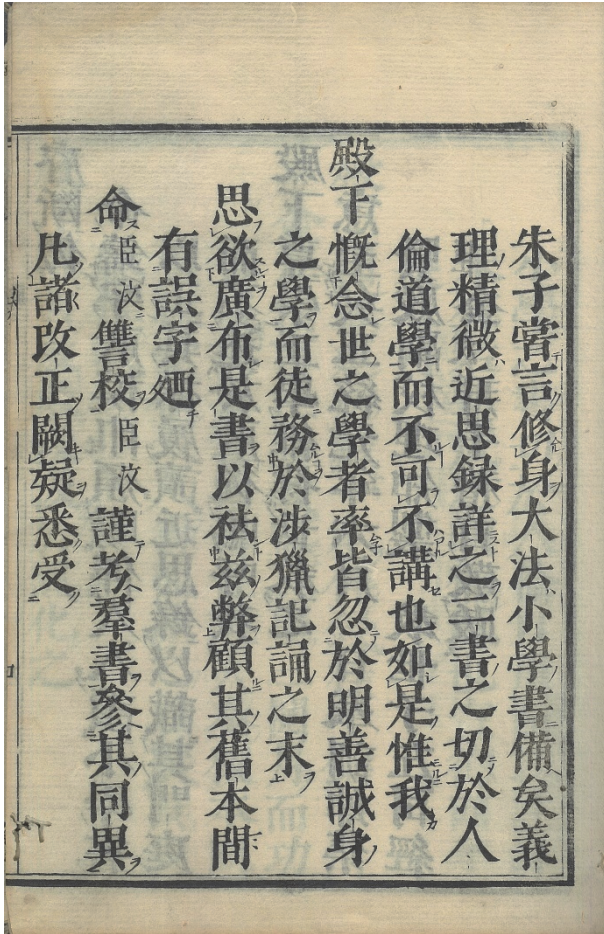 朱子嘗言修身大法小學書備矣義
理精微近思録詳之二書之切於人
倫道學而不可不講也如是惟我
殿下慨念世之學者率皆忽於明善誠身
之學而徒務於涉獵記誦之末
思欲廣布是書以祛兹弊顧其舊本間
有誤字廼
命臣汶讐校臣汶謹考羣書參其同異
凡諸改正闕疑悉受